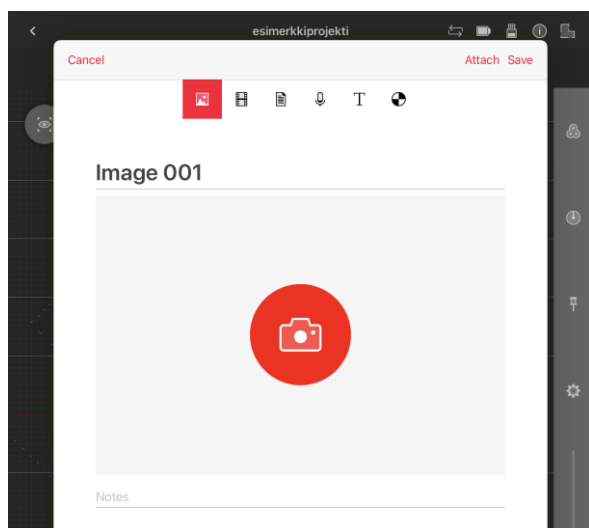 esimerkkiprojekti
Cancel
Attach Save
T
Image 001
Notes